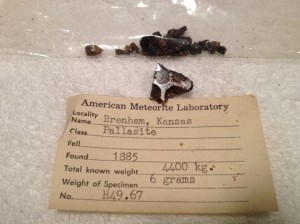 American Meteorite Laboratory
Locality
Name Brenham, Kansas
Class Pallasite
Fell
Found 1885
Total known weight 4400 kg.
Weight of Specimen 6 grams
No. H49.67